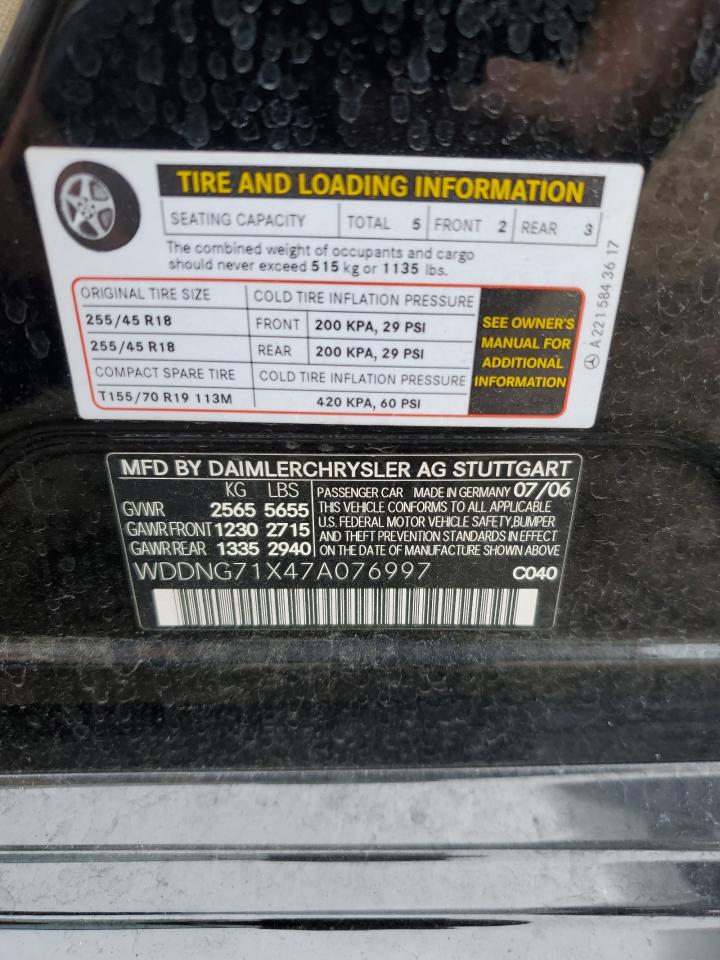 TIRE AND LOADING INFORMATION
SEATING CAPACITY TOTAL 5 FRONT 2 REAR 3
The combined weight of occupants and cargo
should never exceed 515 kg or 1135 lbs.
ORIGINAL TIRE SIZE COLD TIRE INFLATION PRESSURE
255/45 R18 FRONT 200 KPA, 29 PSI
255/45 R18 REAR 200 KPA, 29 PSI
COMPACT SPARE TIRE COLD TIRE INFLATION PRESSURE
T155/70 R19 113M 420 KPA, 60 PSI
SEE OWNER'S
MANUAL FOR
ADDITIONAL
INFORMATION
A 221 584 36 17
MFD BY DAIMLERCHRYSLER AG STUTTGART
KG LBS
GVWR 2565 5655
GAWR FRONT 1230 2715
GAWR REAR 1335 2940
PASSENGER CAR MADE IN GERMANY 07/06
THIS VEHICLE CONFORMS TO ALL APPLICABLE
U.S. FEDERAL MOTOR VEHICLE SAFETY,BUMPER
AND THEFT PREVENTION STANDARDS IN EFFECT
ON THE DATE OF MANUFACTURE SHOWN ABOVE
WDDNG71X47A076997 C040